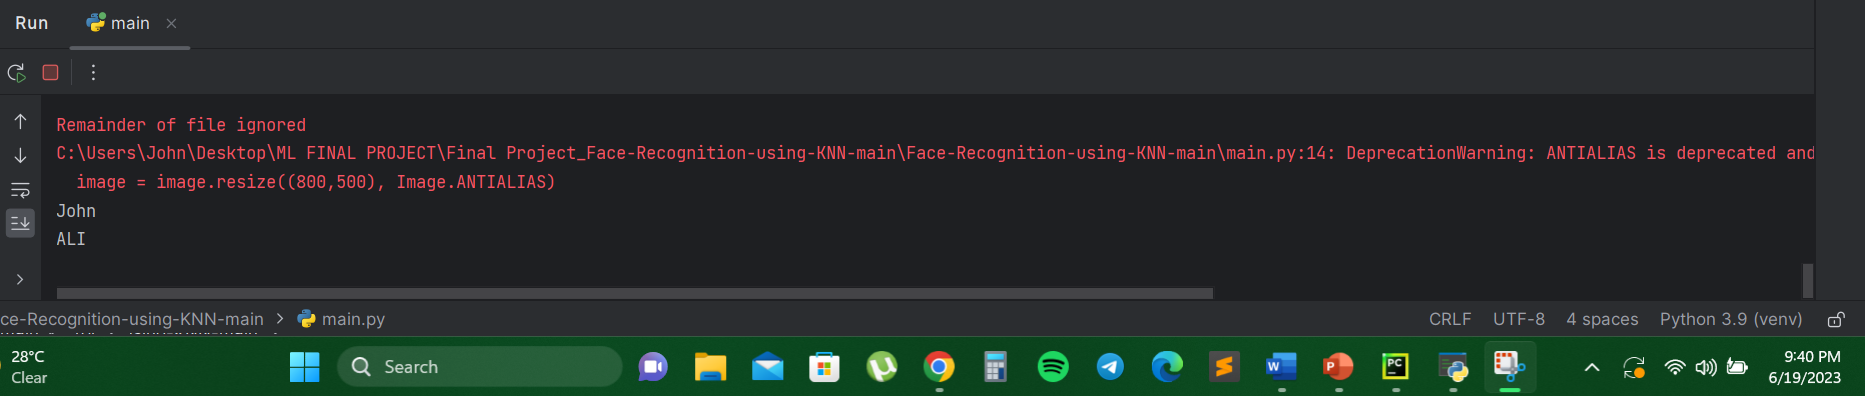 Run main
Remainder of file ignored
C:\Users\John\Desktop\ML FINAL PROJECT\Final Project_Face-Recognition-using-KNN-main\Face-Recognition-using-KNN-main\main.py:14: DeprecationWarning: ANTIALIAS is deprecated and
image = image.resize((800,500), Image.ANTIALIAS)
John
ALI
ce-Recognition-using-KNN-main > main.py CRLF UTF-8 4 spaces Python 3.9 (venv)
28°C
Clear
Search
W P PC
9:40 PM
6/19/2023